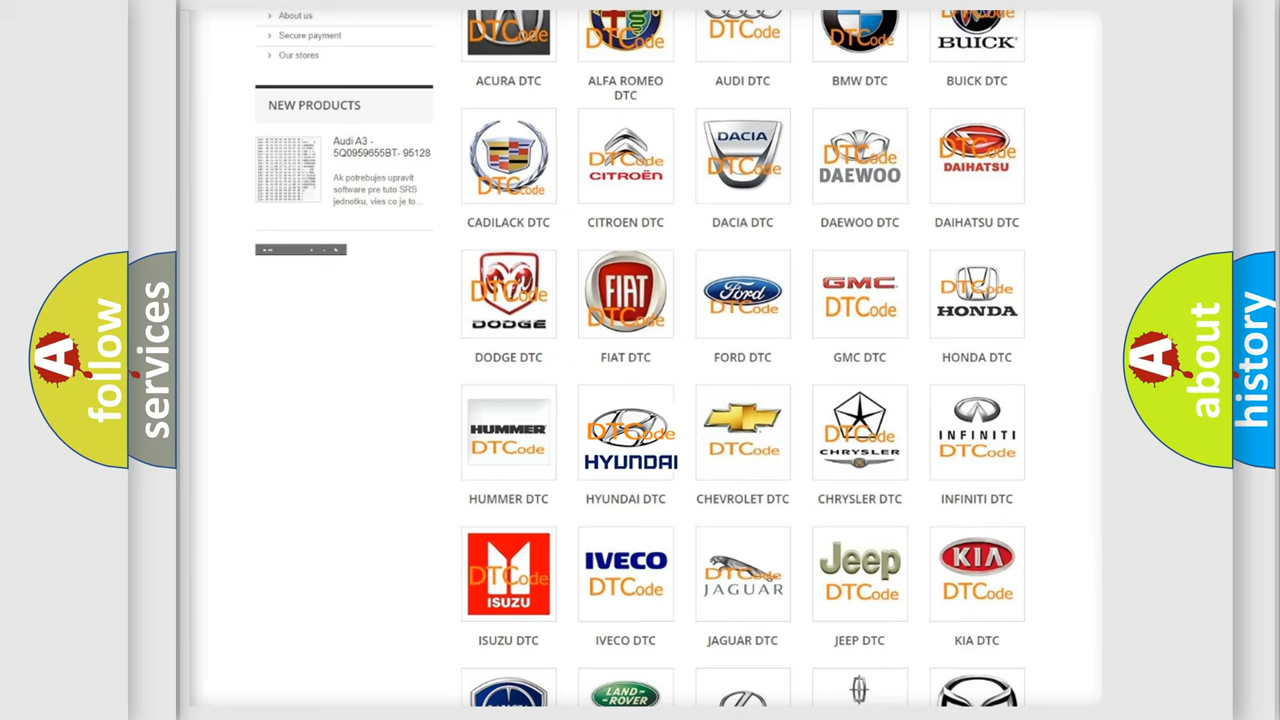 About us
Secure payment
Our stores
NEW PRODUCTS
Audi A3 -
5Q0959655BT- 95128
Ak potrebujes upravit
software pre tuto SRS
jednotku, vies co je to...
DTCode
DTCode
DTCode
DTCode
BUICK
ACURA DTC
ALFA ROMEO
DTC
AUDI DTC
BMW DTC
BUICK DTC
DTCode
DTCode
CITROËN
DACIA
DTCode
DTCode
DAEWOO
DTCode
DAIHATSU
CADILACK DTC
CITROEN DTC
DACIA DTC
DAEWOO DTC
DAIHATSU DTC
DTCode
DODGE
FIAT
DTCode
Ford
DTCode
GMC
DTCode
DTCode
HONDA
DODGE DTC
FIAT DTC
FORD DTC
GMC DTC
HONDA DTC
HUMMER
DTCode
DTCode
HYUNDAI
DTCode
DTCode
CHRYSLER
INFINITI
DTCode
HUMMER DTC
HYUNDAI DTC
CHEVROLET DTC
CHRYSLER DTC
INFINITI DTC
DTCode
ISUZU
IVECO
DTCode
DTCode
JAGUAR
Jeep
DTCode
KIA
DTCode
ISUZU DTC
IVECO DTC
JAGUAR DTC
JEEP DTC
KIA DTC
LAND-
ROVER
A
follow
services
A
about
history